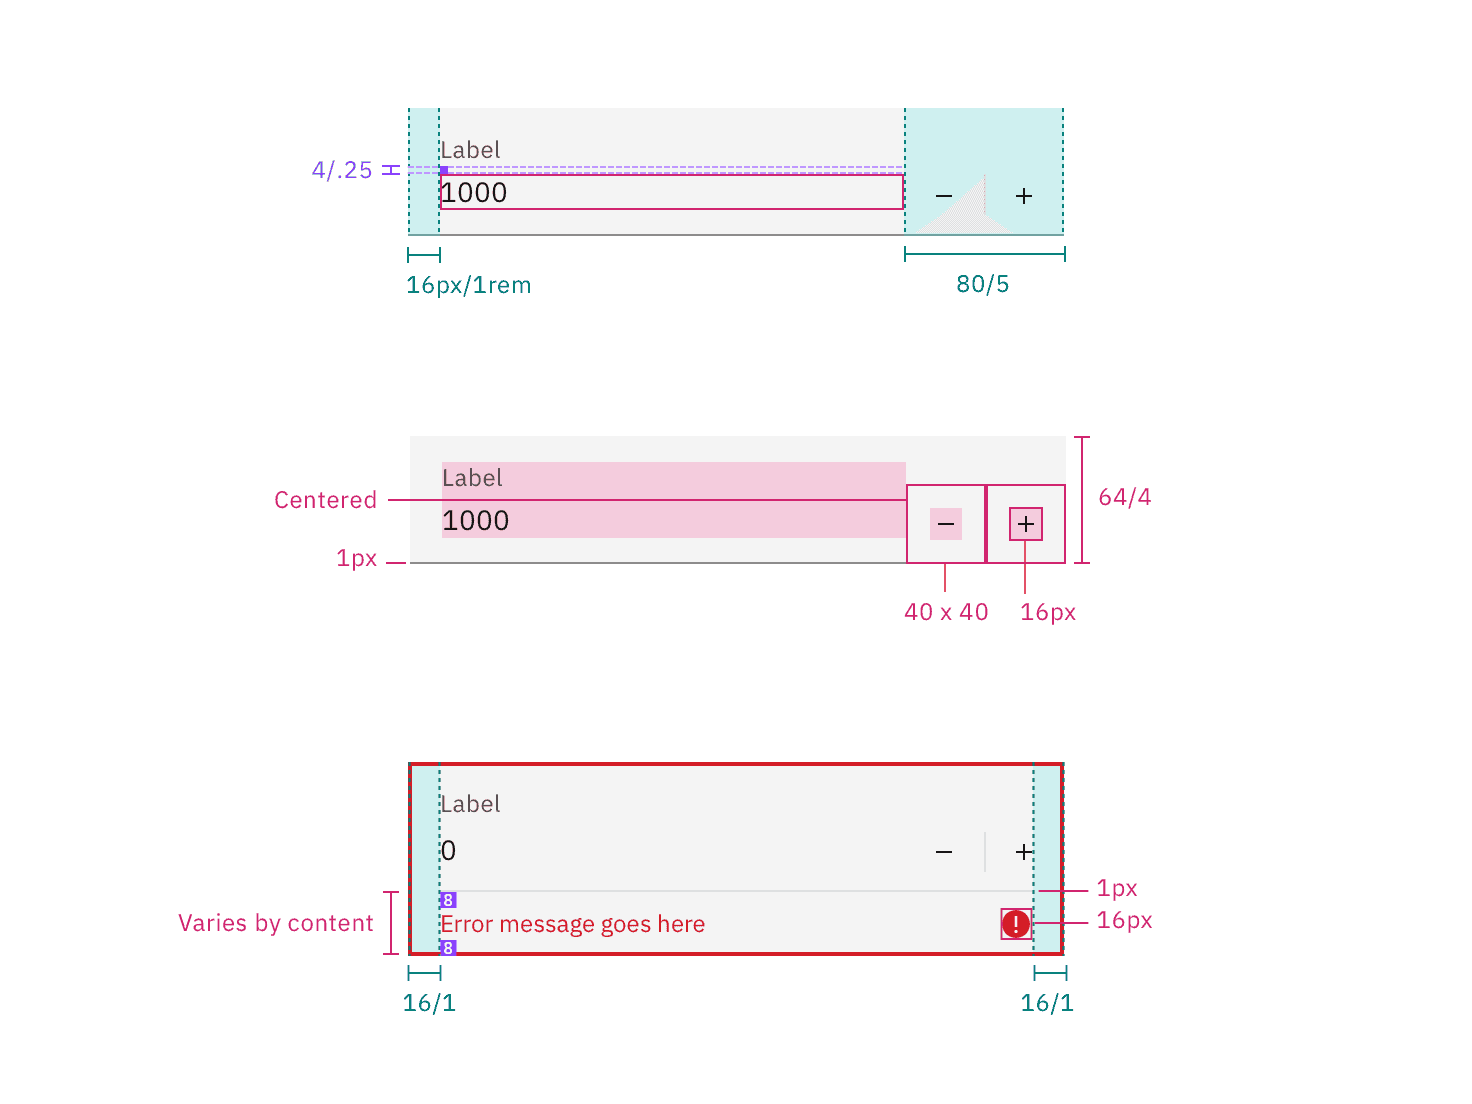 Label
4/.25
1000
16px/1rem
80/5
Label
Centered
1000
64/4
1px
40 x 40
16px
Label
0
1px
8
Varies by content
Error message goes here
!
16px
8
16/1
16/1